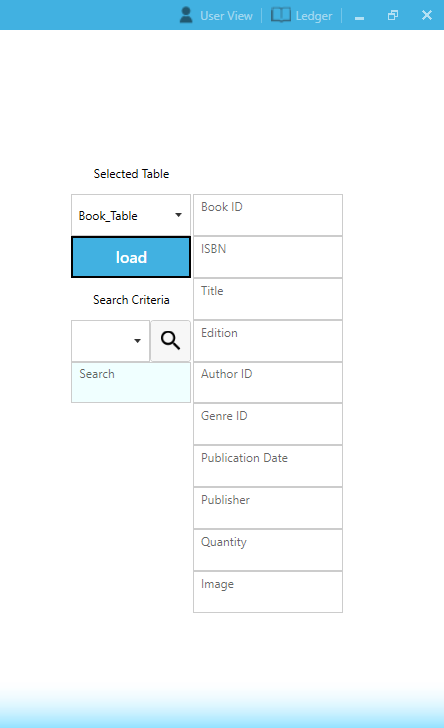 User View
Ledger
Selected Table
Book_Table
load
Search Criteria
Search
Book ID
ISBN
Title
Edition
Author ID
Genre ID
Publication Date
Publisher
Quantity
Image